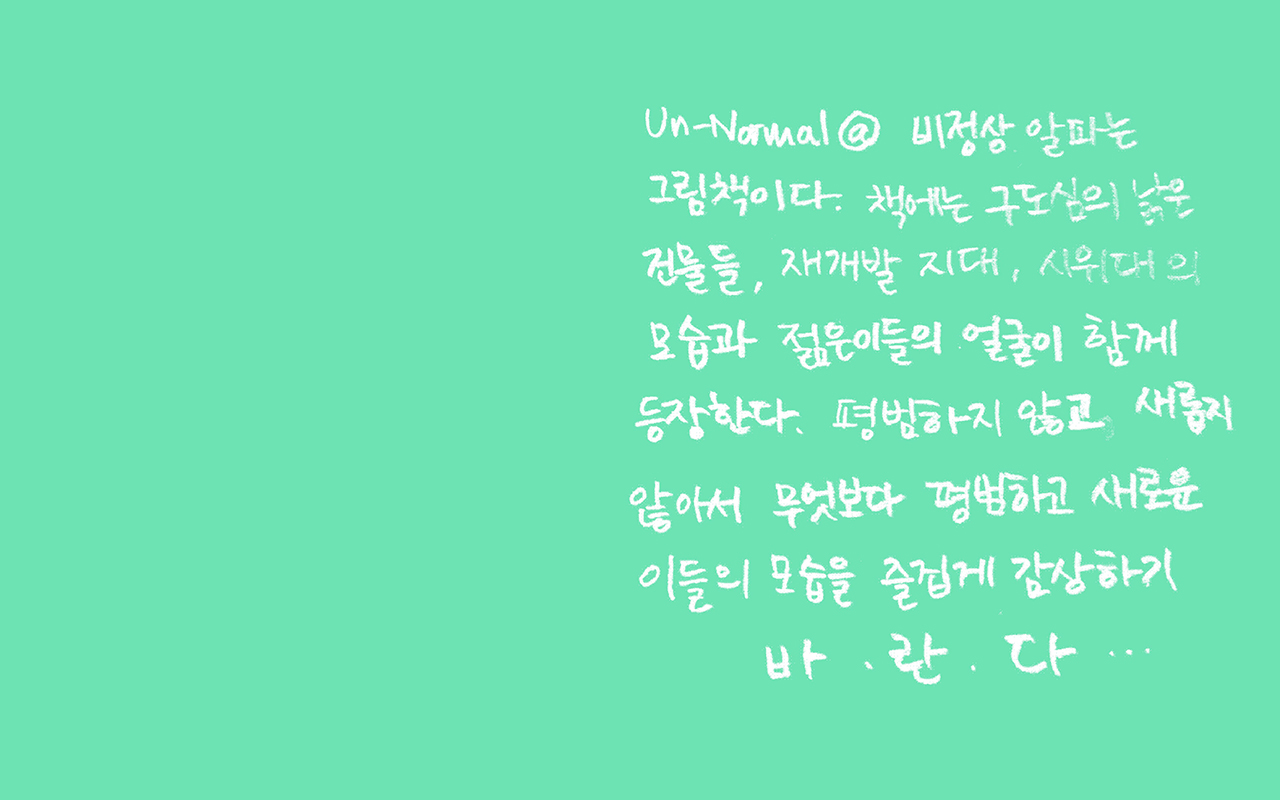 Un-Normal@ 비정상 알파는
그림책이다. 책에는 구도심의 낡은
건물들, 재개발 지대, 시위대의
모습과 젊은이들의 얼굴이 함께
등장한다. 평범하지 않고, 새롭지
않아서 무엇보다 평범하고 새로운
이들의 모습을 즐겁게 감상하기
바.란.다...